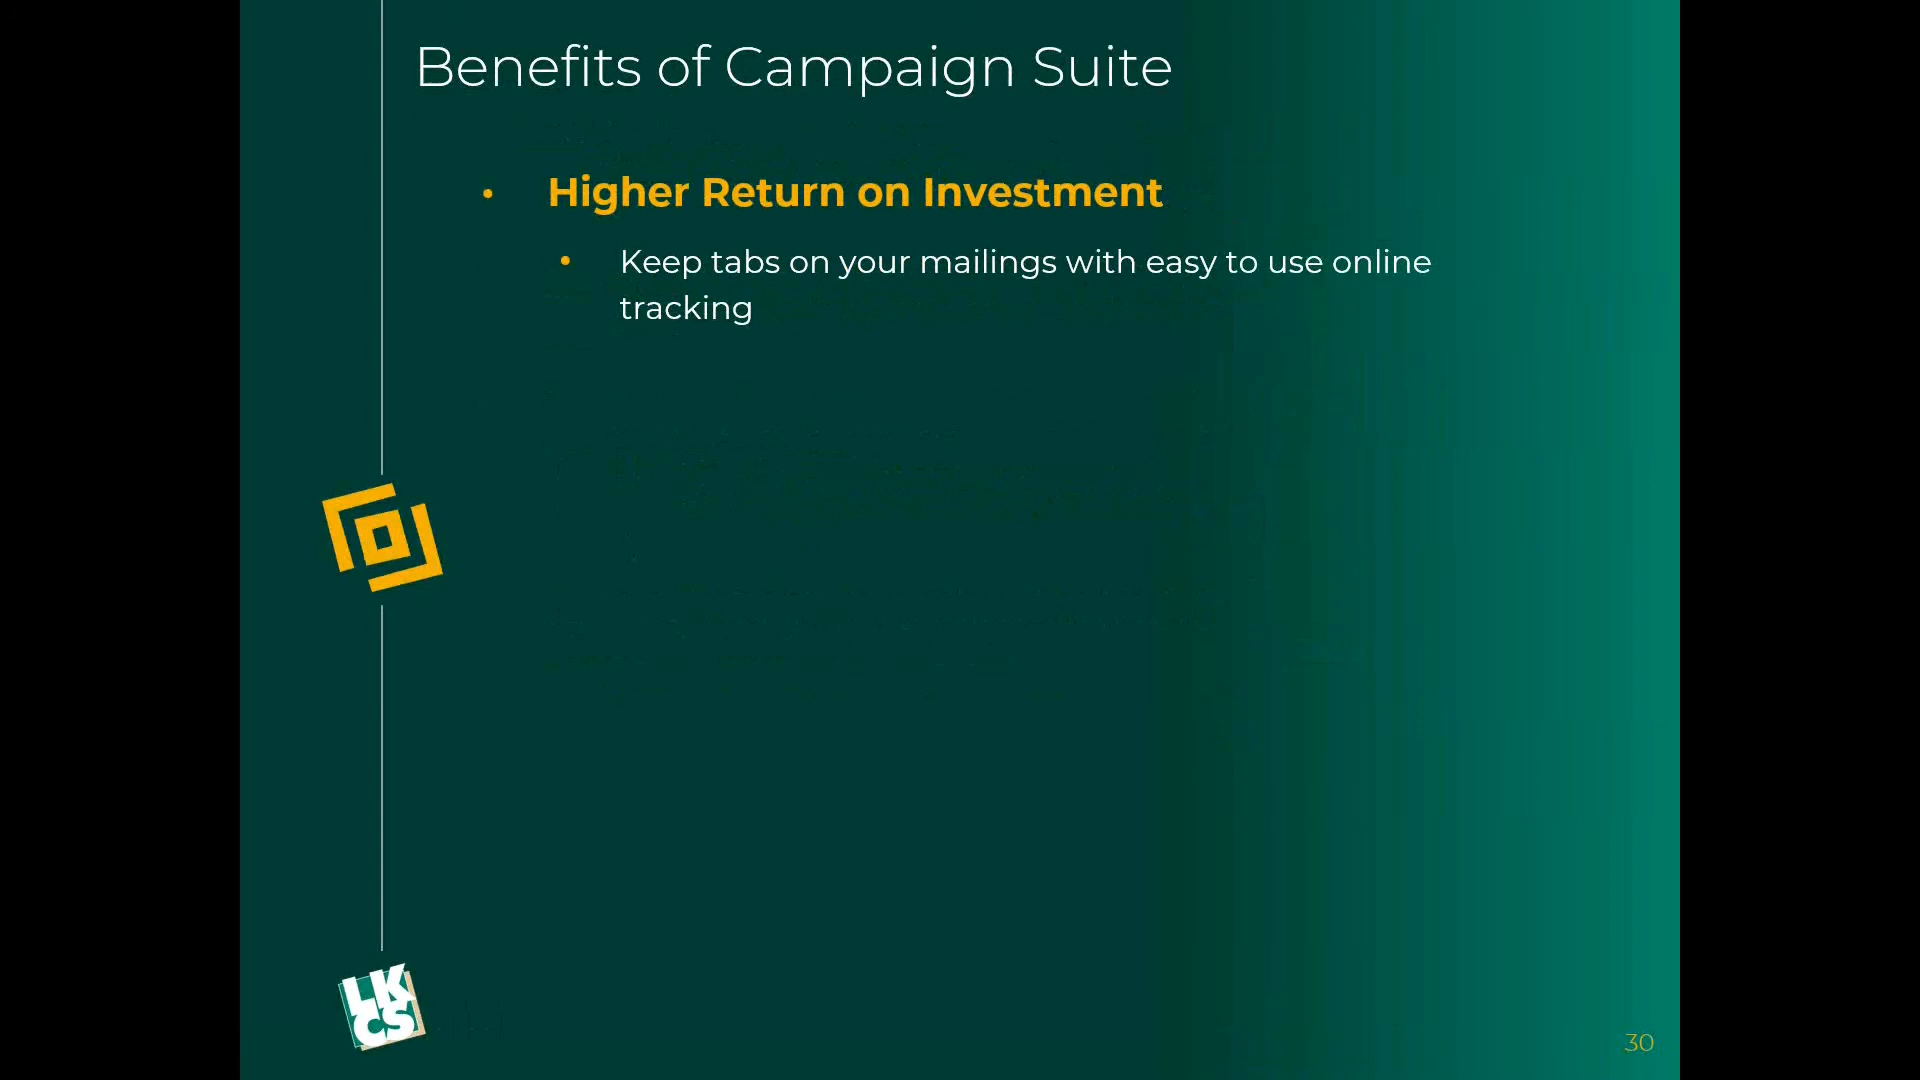 Benefits of Campaign Suite
• Higher Return on Investment
• Keep tabs on your mailings with easy to use online
tracking
LK
CS
30